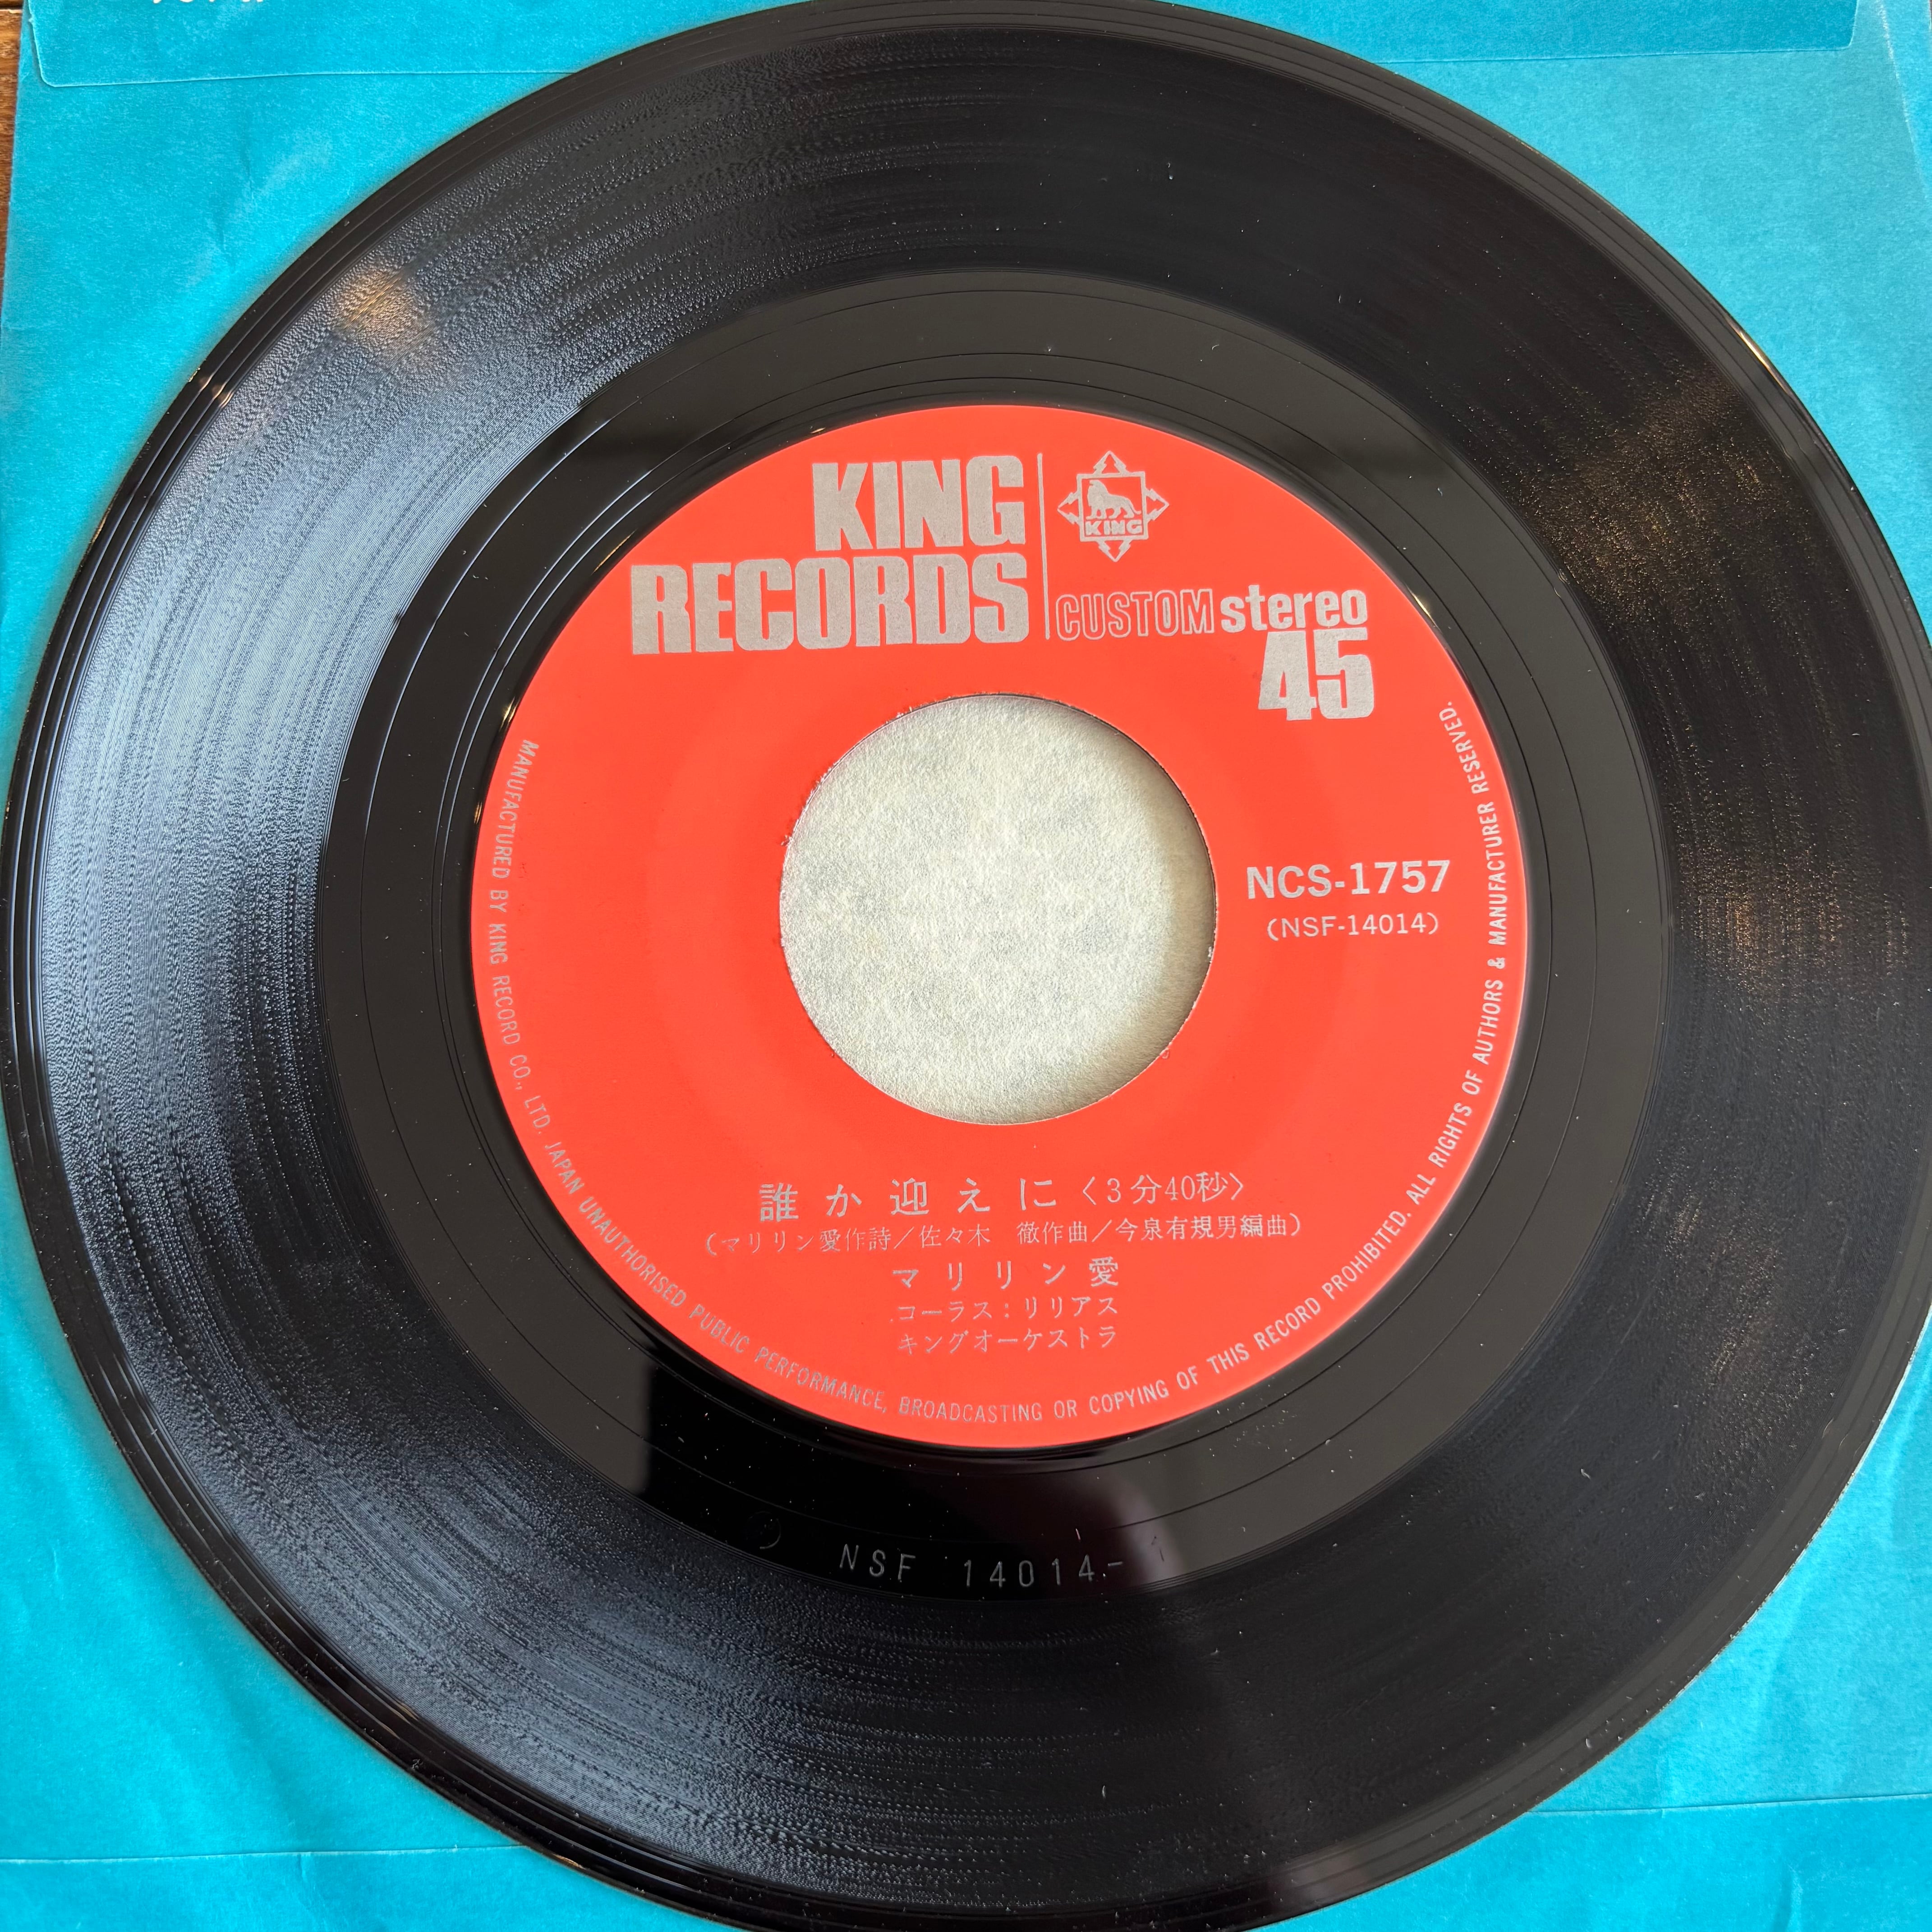 KING
RECORDS
KING
CUSTOM stereo
45
NCS-1757
(NSF-14014)
誰か迎えに〈3分40秒〉
(マリリン愛作詩／佐々木　徹作曲／今泉有規男編曲)
マリリン愛
コーラス：リリアス
キングオーケストラ
MANUFACTURED BY KING RECORD CO., LTD. JAPAN UNAUTHORISED PUBLIC PERFORMANCE, BROADCASTING OR COPYING OF THIS RECORD PROHIBITED. ALL RIGHTS OF AUTHORS & MANUFACTURER RESERVED.
NSF 14014-1